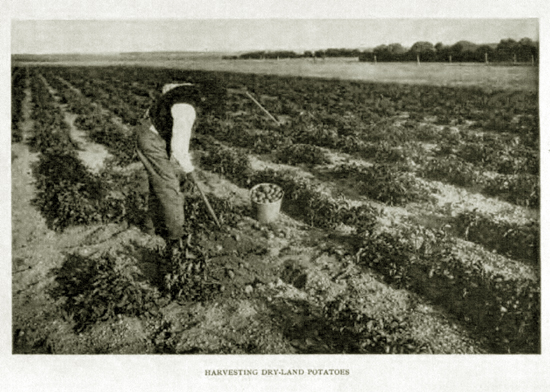 HARVESTING DRY-LAND POTATOES